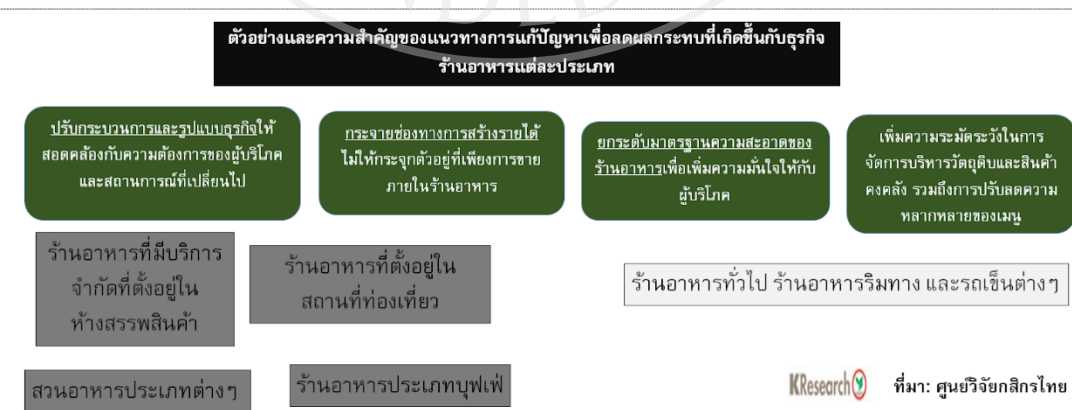 ตัวอย่างและความสำคัญของแนวทางการแก้ปัญหาเพื่อลดผลกระทบที่เกิดขึ้นกับธุรกิจ
ร้านอาหารแต่ละประเภท
ปรับกระบวนการและรูปแบบธุรกิจให้
สอดคล้องกับความต้องการของผู้บริโภค
และสถานการณ์ที่เปลี่ยนไป
กระจายช่องทางการสร้างรายได้
ไม่ให้กระจุกตัวอยู่ที่เพียงการขาย
ภายในร้านอาหาร
ยกระดับมาตรฐานความสะอาดของ
ร้านอาหารเพื่อเพิ่มความมั่นใจให้กับ
ผู้บริโภค
เพิ่มความระมัดระวังในการ
จัดการบริหารวัตถุดิบและสินค้า
คงคลัง รวมถึงการปรับลดความ
หลากหลายของเมนู
ร้านอาหารที่มีบริการ
จำกัดที่ตั้งอยู่ใน
ห้างสรรพสินค้า
ร้านอาหารที่ตั้งอยู่ใน
สถานที่ท่องเที่ยว
ร้านอาหารทั่วไป ร้านอาหารริมทาง และรถเข็นต่างๆ
สวนอาหารประเภทต่างๆ
ร้านอาหารประเภทบุฟเฟ่
KResearch
ที่มา: ศูนย์วิจัยกสิกรไทย